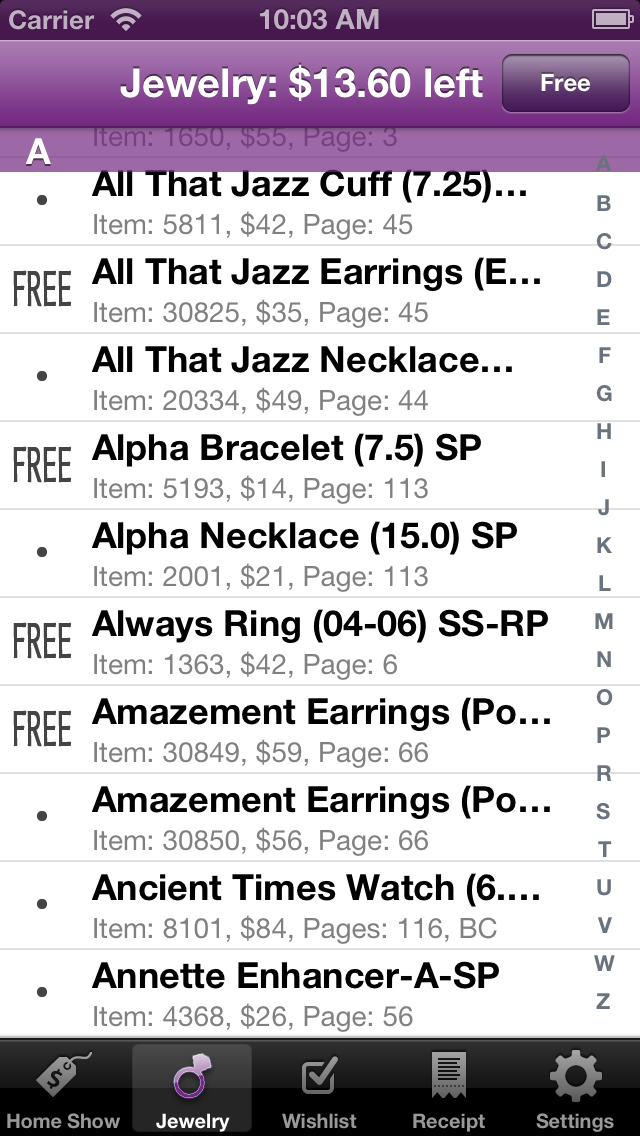 Carrier 10:03 AM
Jewelry: $13.60 left Free
Item: 1650, $55, Page: 3
A
All That Jazz Cuff (7.25)...
Item: 5811, $42, Page: 45
FREE All That Jazz Earrings (E...
Item: 30825, $35, Page: 45
All That Jazz Necklace...
Item: 20334, $49, Page: 44
FREE Alpha Bracelet (7.5) SP
Item: 5193, $14, Page: 113
Alpha Necklace (15.0) SP
Item: 2001, $21, Page: 113
FREE Always Ring (04-06) SS-RP
Item: 1363, $42, Page: 6
FREE Amazement Earrings (Po...
Item: 30849, $59, Page: 66
Amazement Earrings (Po...
Item: 30850, $56, Page: 66
Ancient Times Watch (6....
Item: 8101, $84, Pages: 116, BC
Annette Enhancer-A-SP
Item: 4368, $26, Page: 56
A
B
C
D
E
F
G
H
I
J
K
L
M
N
O
P
R
S
T
U
V
W
Z
Home Show Jewelry Wishlist Receipt Settings